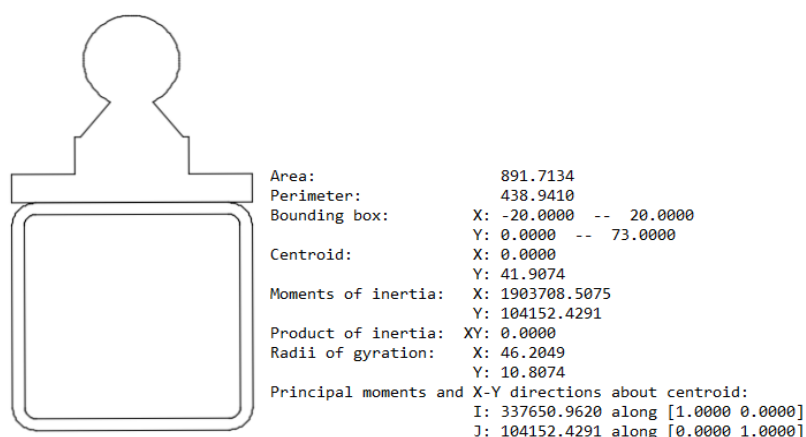 Area: 891.7134
Perimeter: 438.9410
Bounding box: X: -20.0000 -- 20.0000
Y: 0.0000 -- 73.0000
Centroid: X: 0.0000
Y: 41.9074
Moments of inertia: X: 1903708.5075
Y: 104152.4291
Product of inertia: XY: 0.0000
Radii of gyration: X: 46.2049
Y: 10.8074
Principal moments and X-Y directions about centroid:
I: 337650.9620 along [1.0000 0.0000]
J: 104152.4291 along [0.0000 1.0000]